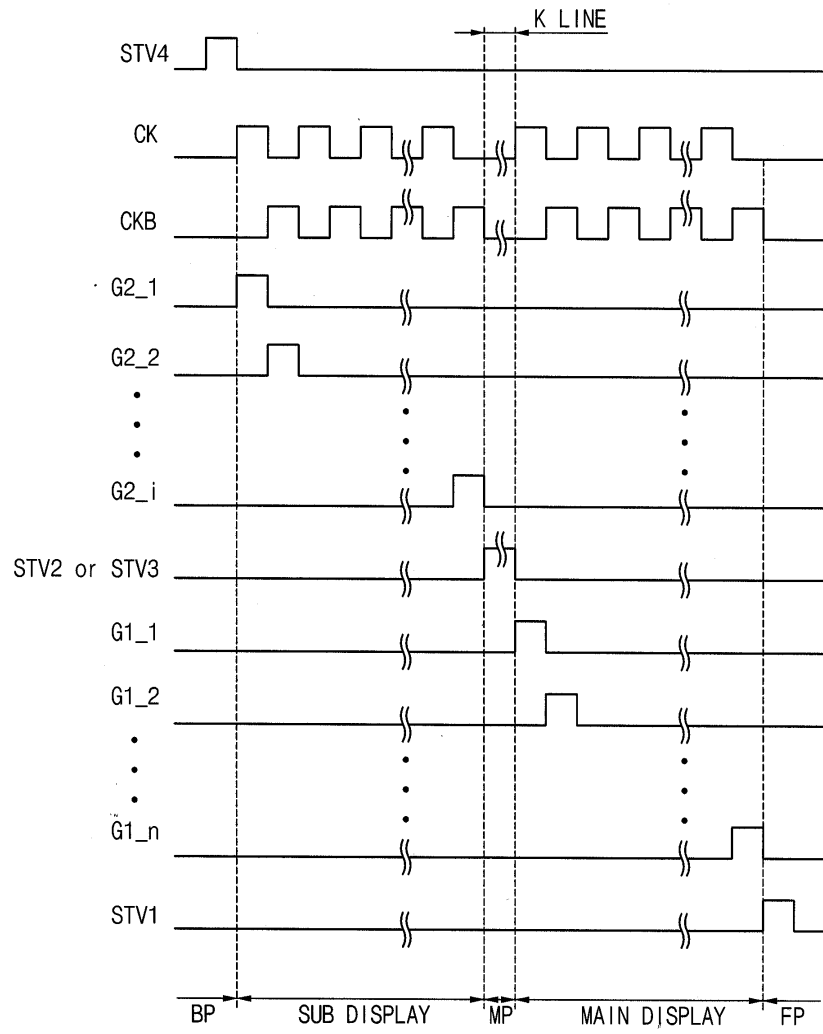 K LINE
STV4
CK
CKB
G2_1
G2_2
G2_i
STV2 or STV3
G1_1
G1_2
G1_n
STV1
BP SUB DISPLAY MP MAIN DISPLAY FP